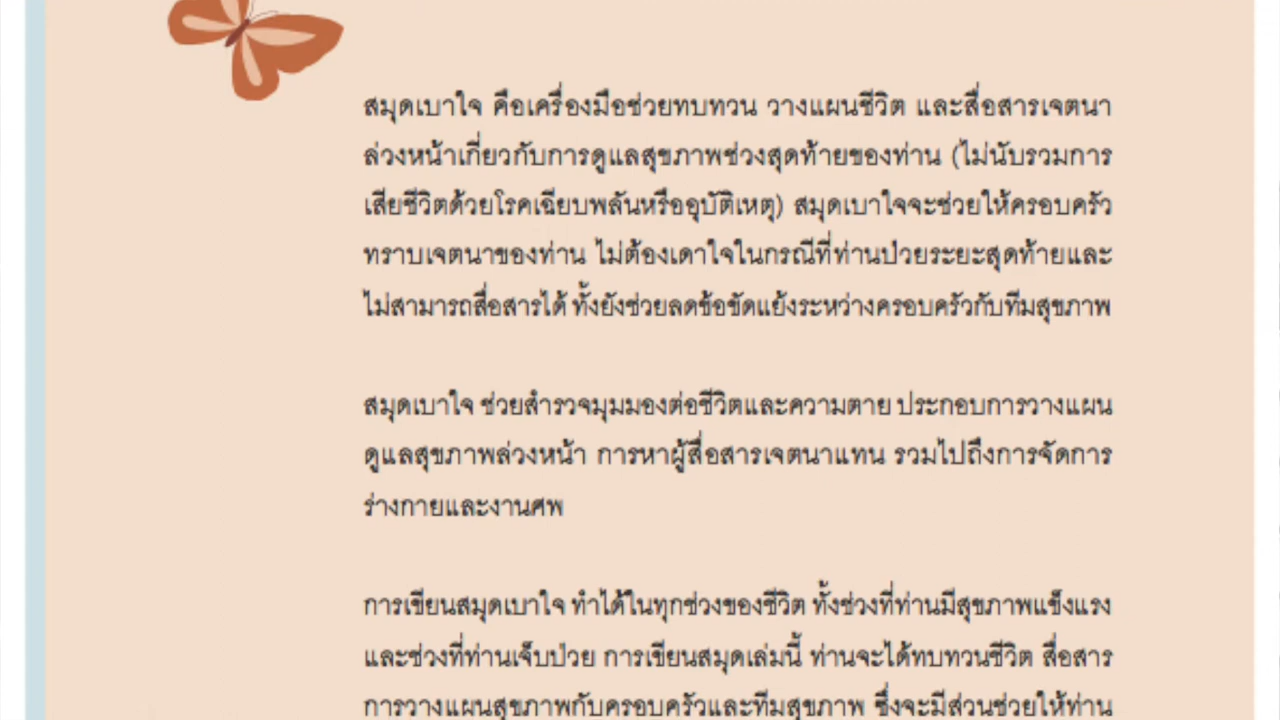 สมุดเบาใจ คือเครื่องมือช่วยทบทวน วางแผนชีวิต และสื่อสารเจตนา
ล่วงหน้าเกี่ยวกับการดูแลสุขภาพช่วงสุดท้ายของท่าน (ไม่นับรวมการ
เสียชีวิตด้วยโรคเฉียบพลันหรืออุบัติเหตุ) สมุดเบาใจจะช่วยให้ครอบครัว
ทราบเจตนาของท่าน ไม่ต้องเดาใจในกรณีที่ท่านป่วยระยะสุดท้ายและ
ไม่สามารถสื่อสารได้ ทั้งยังช่วยลดข้อขัดแย้งระหว่างครอบครัวกับทีมสุขภาพ
สมุดเบาใจ ช่วยสำรวจมุมมองต่อชีวิตและความตาย ประกอบการวางแผน
ดูแลสุขภาพล่วงหน้า การหาผู้สื่อสารเจตนาแทน รวมไปถึงการจัดการ
ร่างกายและงานศพ
การเขียนสมุดเบาใจ ทำได้ในทุกช่วงของชีวิต ทั้งช่วงที่ท่านมีสุขภาพแข็งแรง
และช่วงที่ท่านเจ็บป่วย การเขียนสมุดเล่มนี้ ท่านจะได้ทบทวนชีวิต สื่อสาร
การวางแผนสุขภาพกับครอบครัวและทีมสุขภาพ ซึ่งจะมีส่วนช่วยให้ท่าน